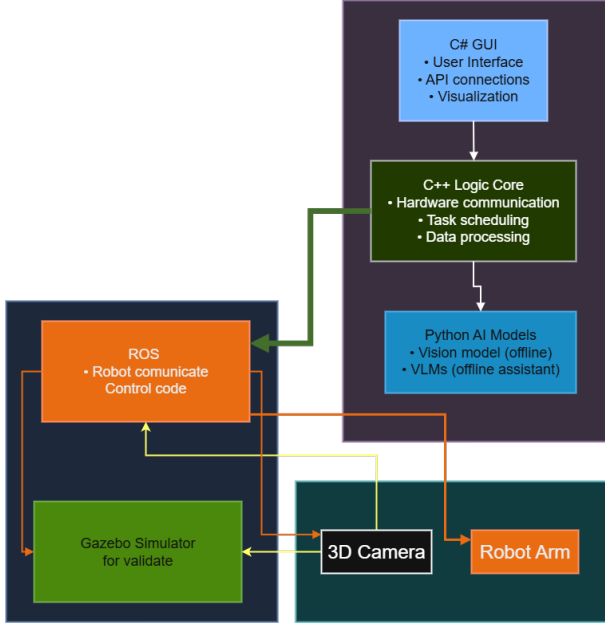 C# GUI
• User Interface
• API connections
• Visualization
C++ Logic Core
• Hardware communication
• Task scheduling
• Data processing
Python AI Models
• Vision model (offline)
• VLMs (offline assistant)
ROS
• Robot comunicate
Control code
Gazebo Simulator
for validate
3D Camera
Robot Arm